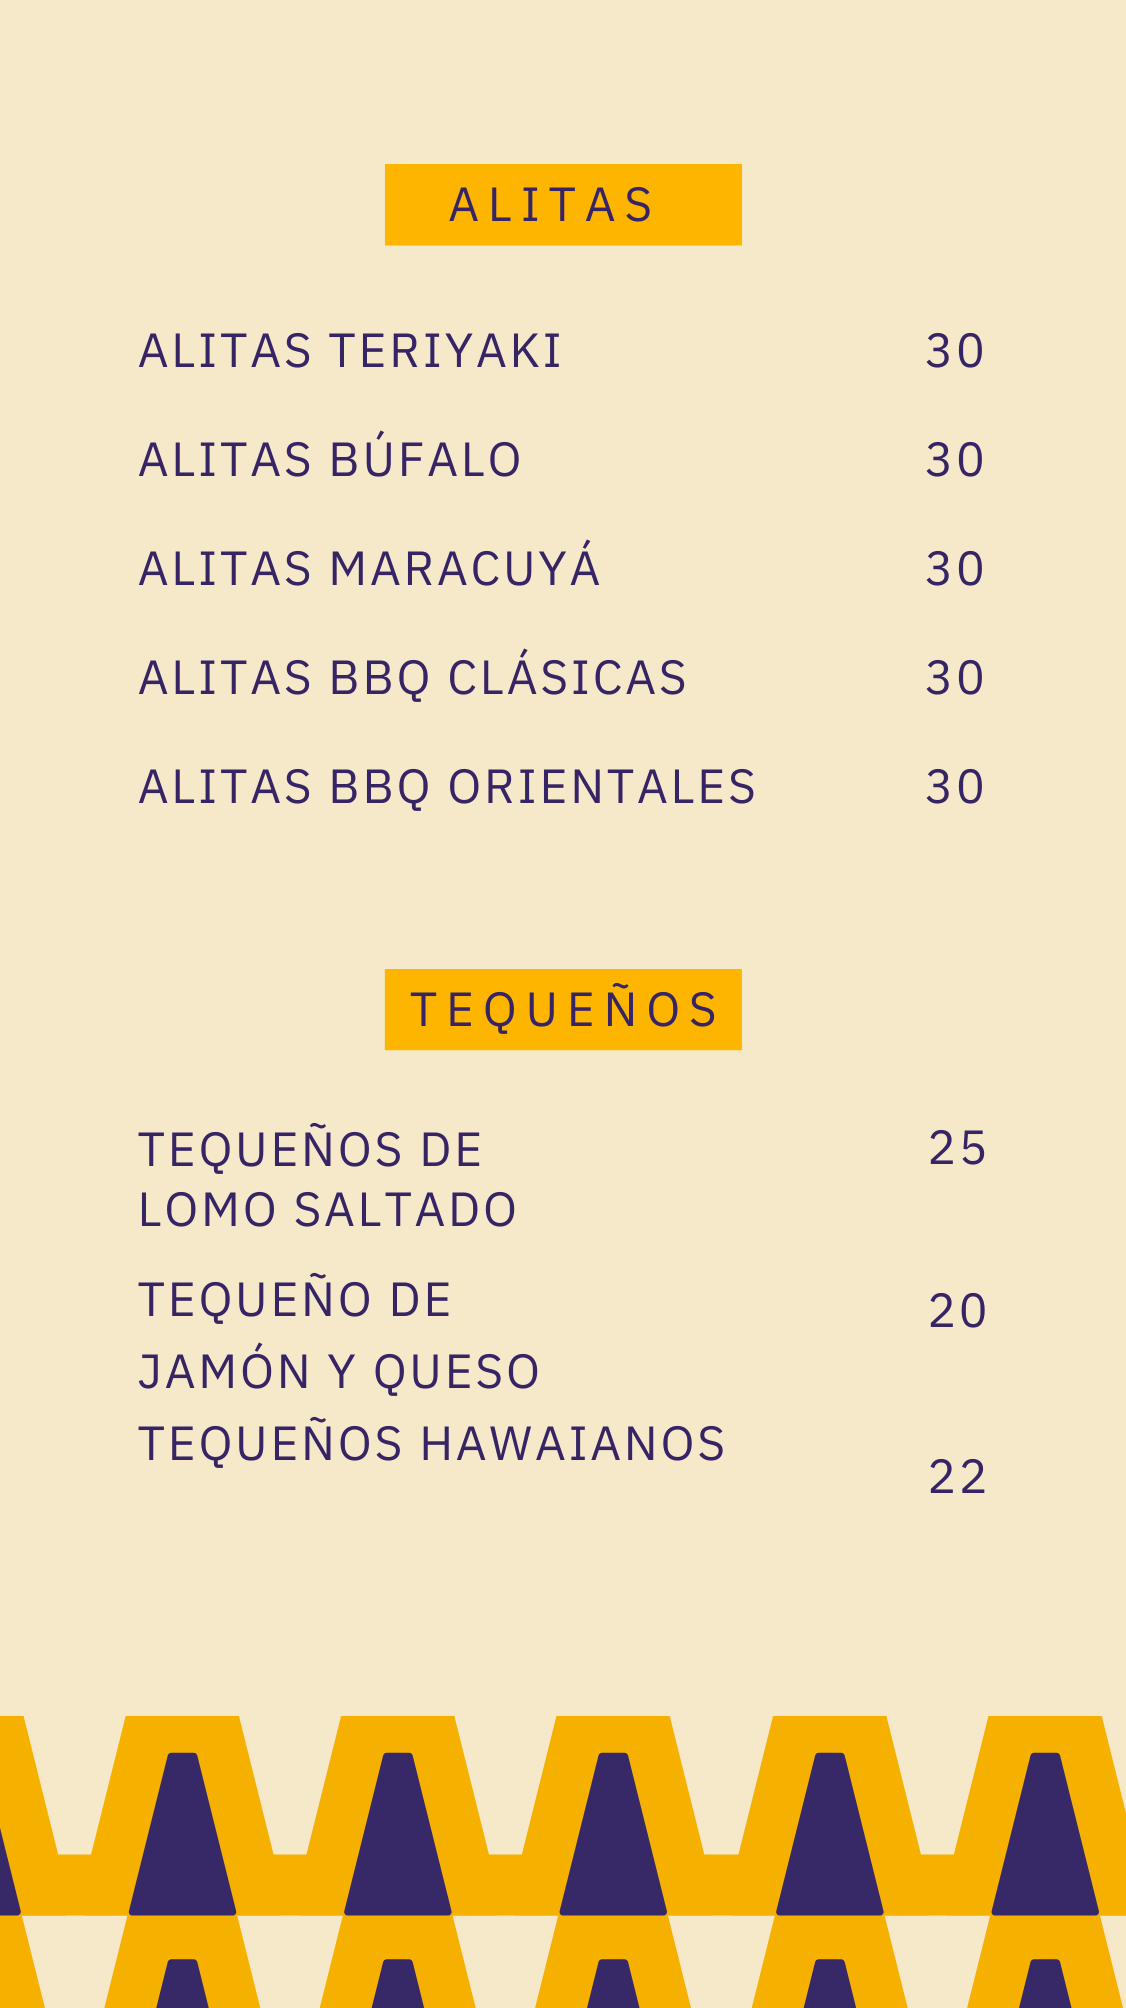 ALITAS
ALITAS TERIYAKI 30
ALITAS BÚFALO 30
ALITAS MARACUYÁ 30
ALITAS BBQ CLÁSICAS 30
ALITAS BBQ ORIENTALES 30
TEQUEÑOS
TEQUEÑOS DE 25
LOMO SALTADO
TEQUEÑO DE 20
JAMÓN Y QUESO
TEQUEÑOS HAWAIANOS 22